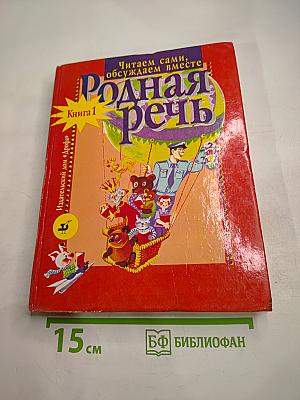 Читаем сами,
обсуждаем вместе
Родная
речь
Книга 1
Издательский дом «Дрофа»
15 см
БФ БИБЛИОФАН